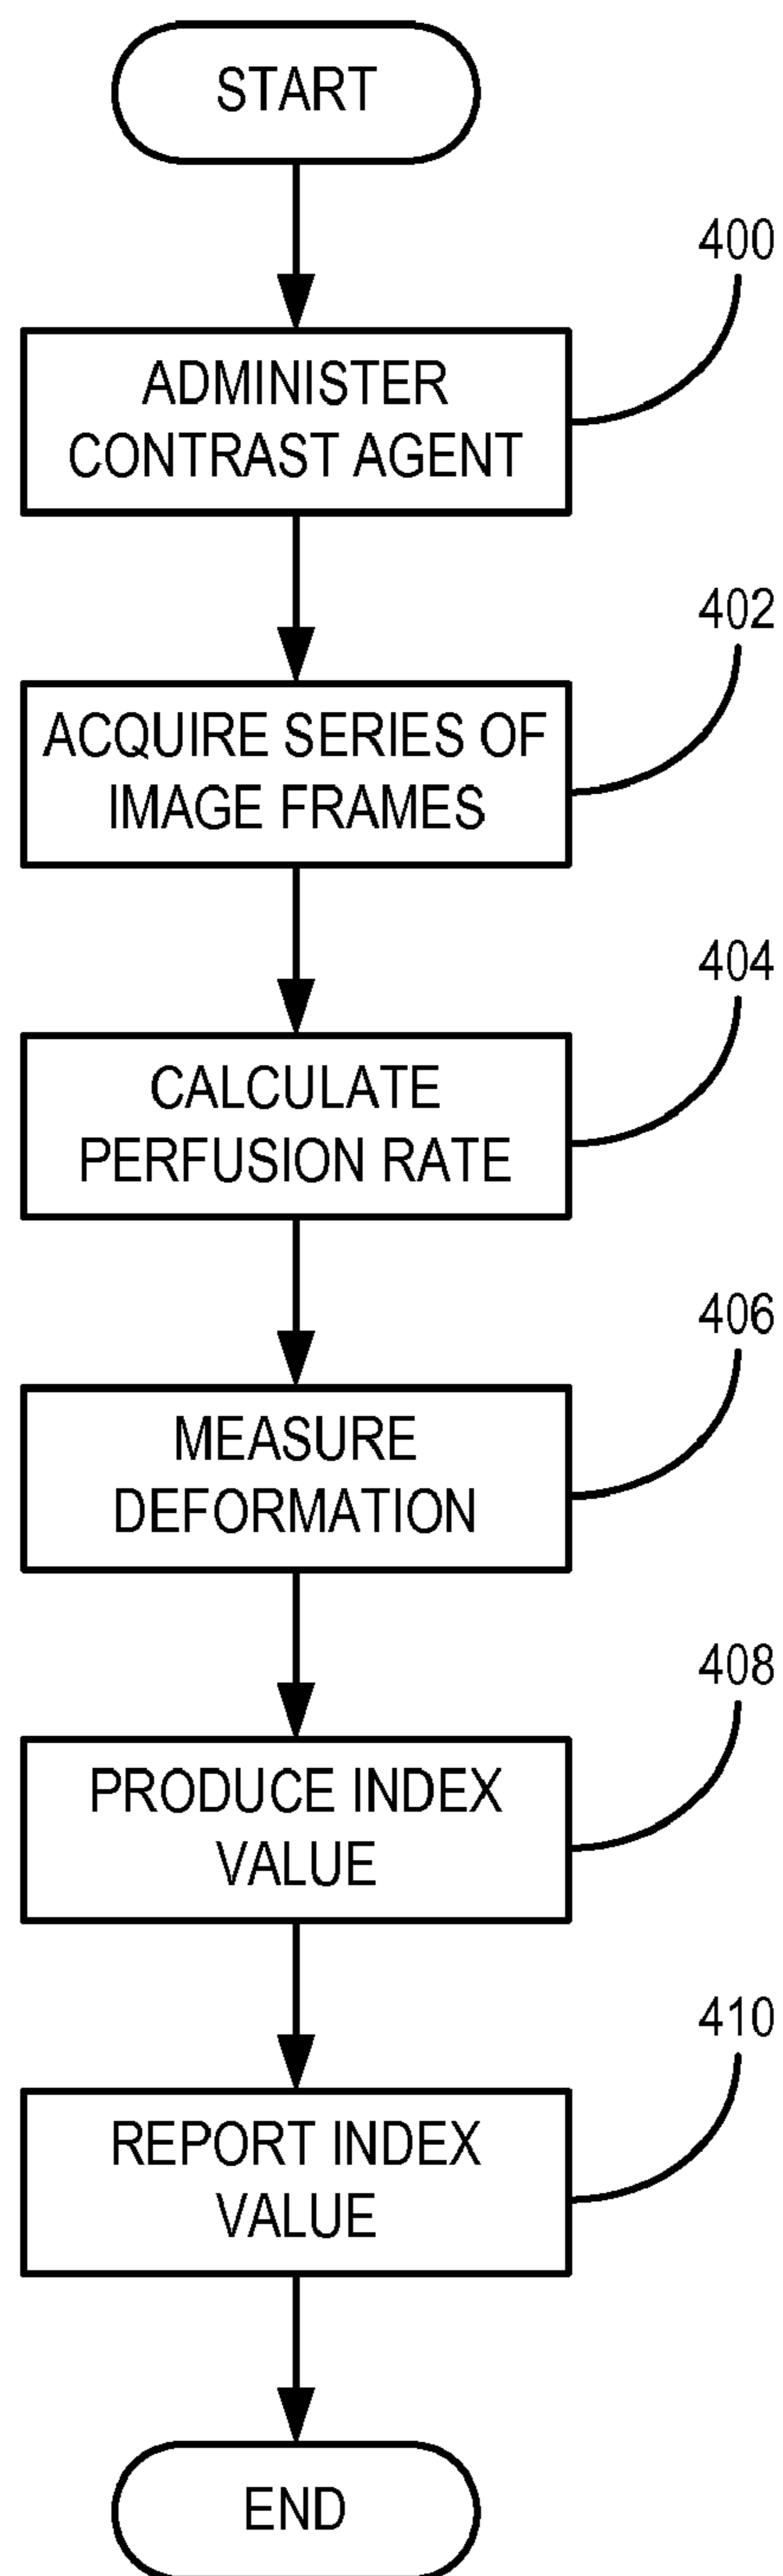 START
400
ADMINISTER
CONTRAST AGENT
402
ACQUIRE SERIES OF
IMAGE FRAMES
404
CALCULATE
PERFUSION RATE
406
MEASURE
DEFORMATION
408
PRODUCE INDEX
VALUE
410
REPORT INDEX
VALUE
END